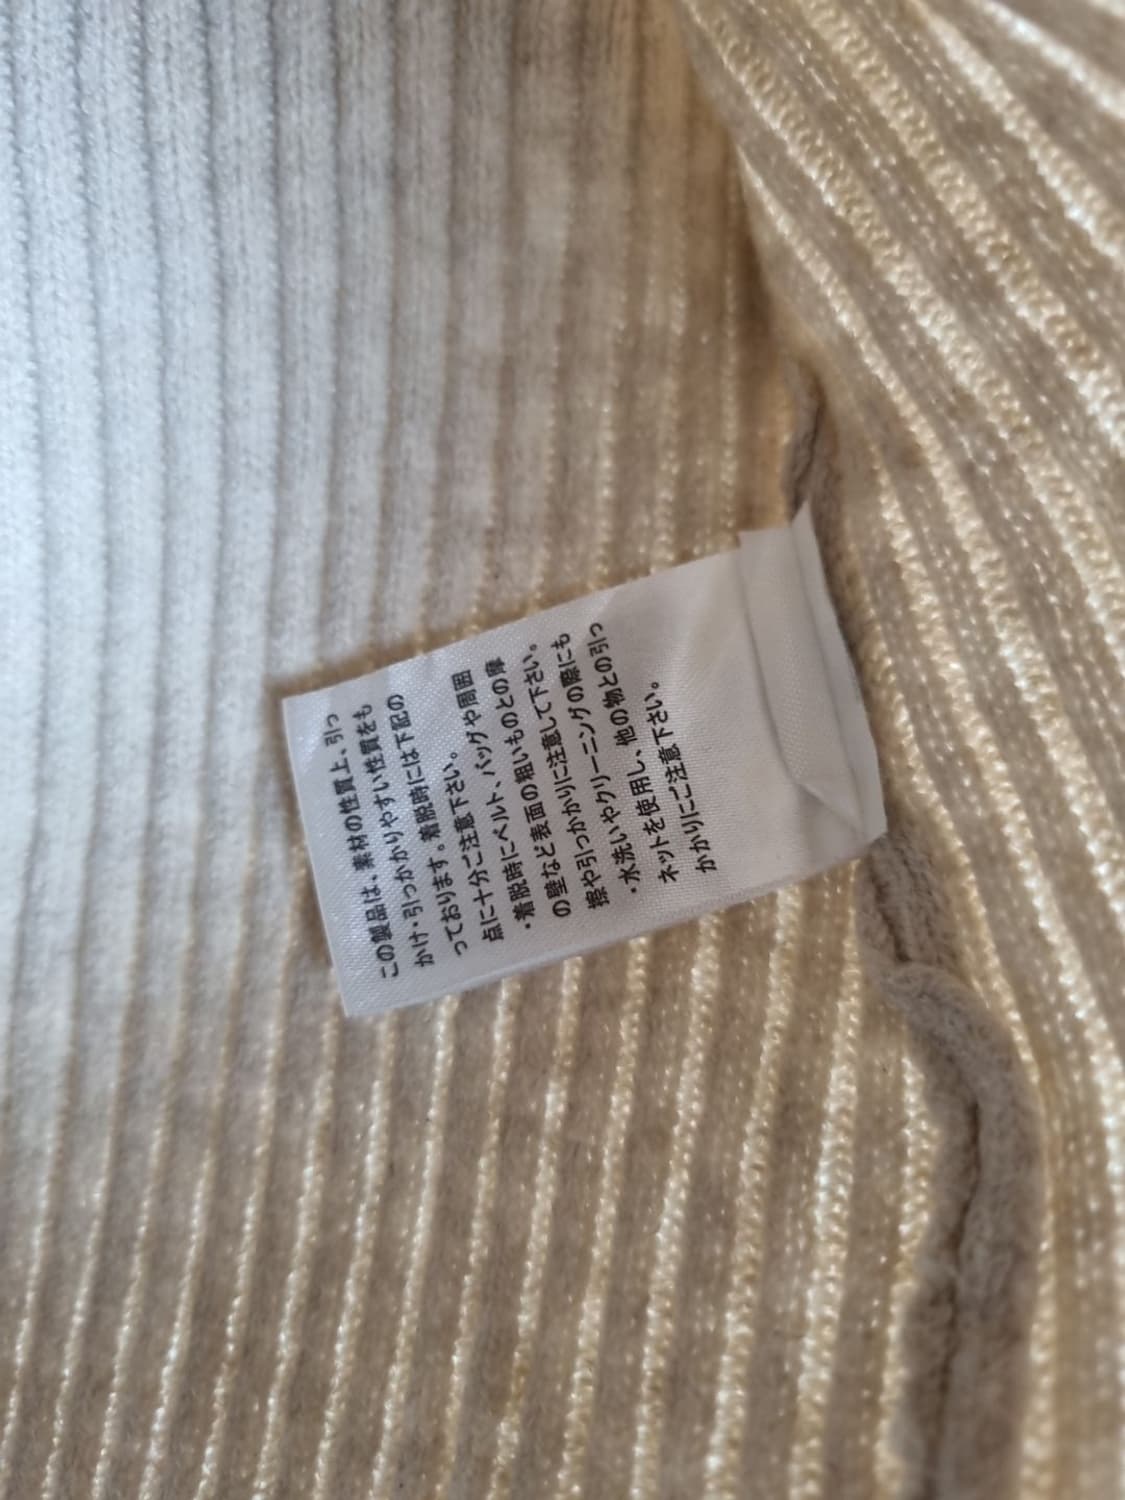 この製品は、素材の性質上、引っ
かけ・引っかかりやすい性質をも
っております。着脱時には下記の
点に十分ご注意下さい。
・着脱時にベルト、バッグや周囲
の壁など表面の粗いものとの摩
擦や引っかかりに注意して下さい。
・水洗いやクリーニングの際にも
ネットを使用し、他の物との引っ
かかりにご注意下さい。